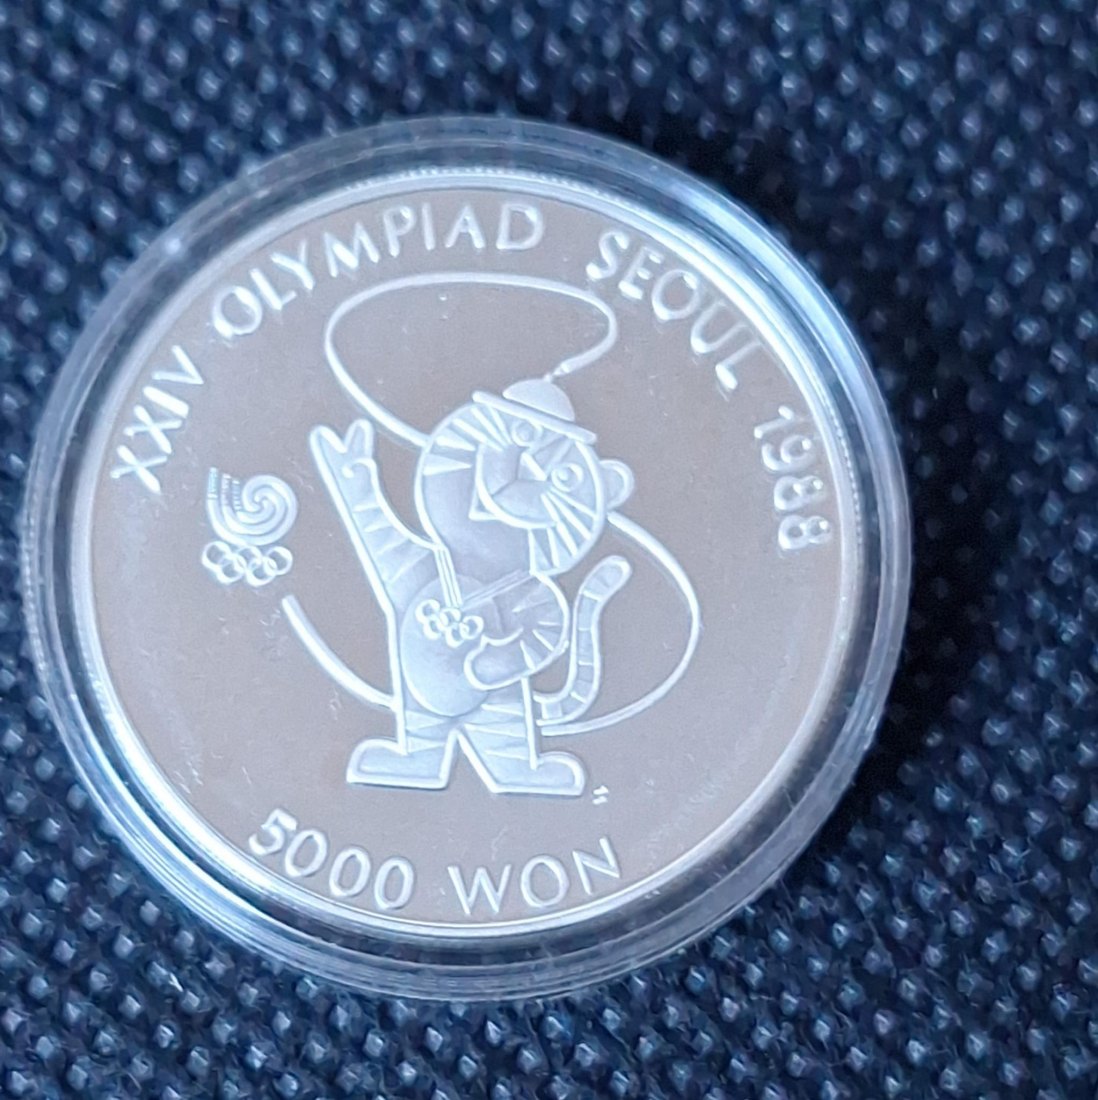 XXIV OLYMPIAD SEOUL 1988
5000 WON